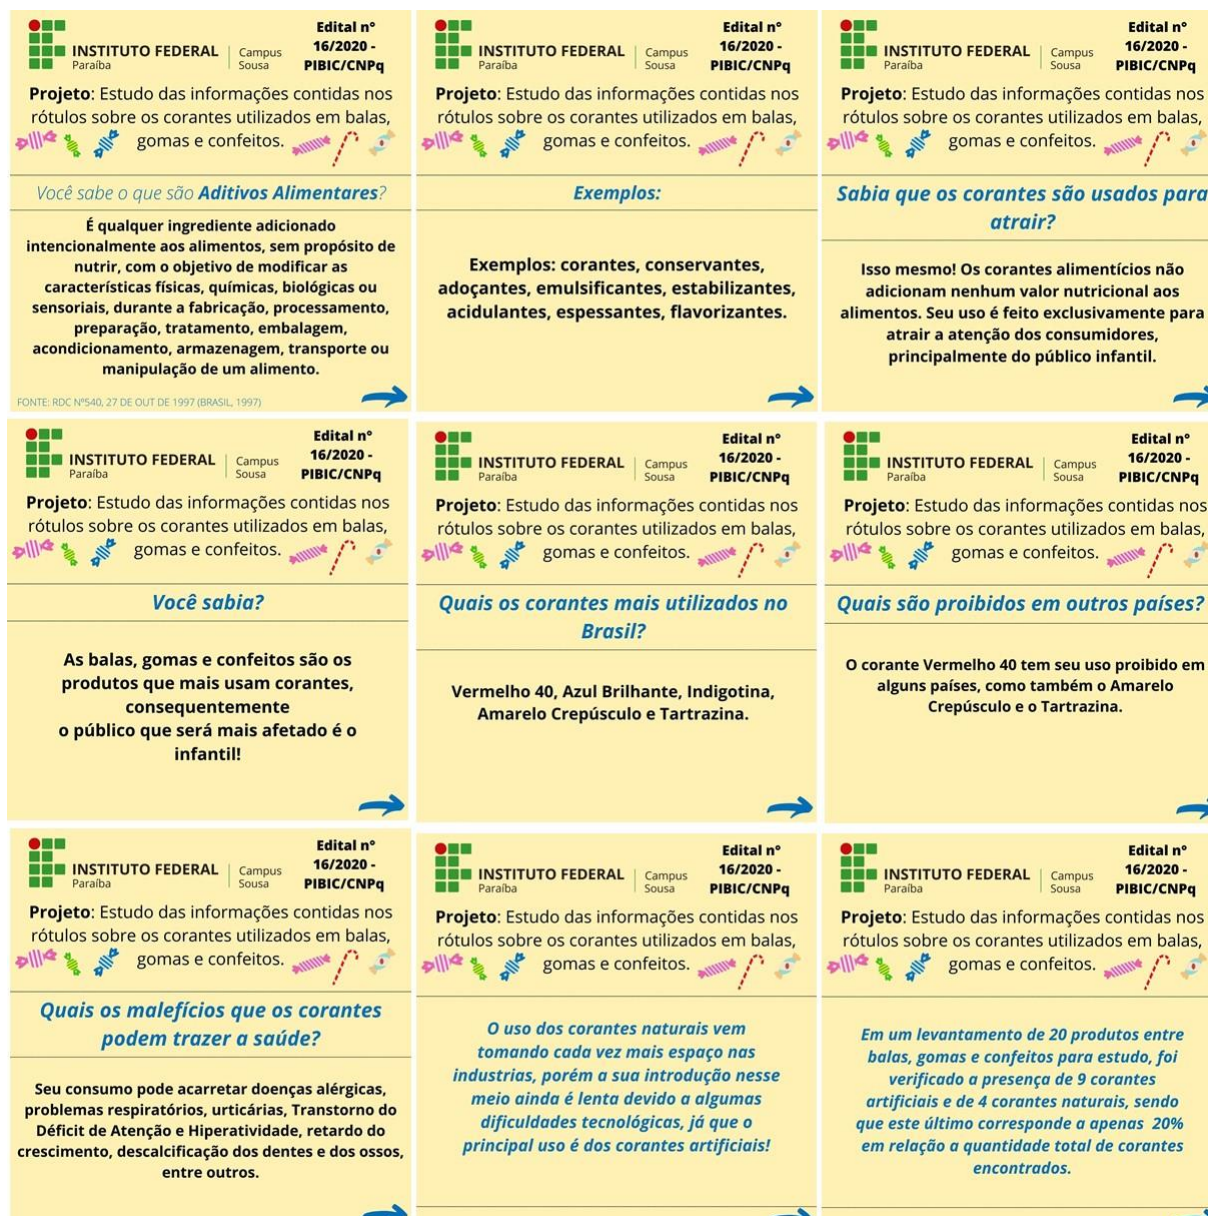 INSTITUTO FEDERAL
Paraíba
Campus
Sousa
Edital nº
16/2020 -
PIBIC/CNPq
Projeto: Estudo das informações contidas nos
rótulos sobre os corantes utilizados em balas,
gomas e confeitos.
Você sabe o que são Aditivos Alimentares?
É qualquer ingrediente adicionado
intencionalmente aos alimentos, sem propósito de
nutrir, com o objetivo de modificar as
características físicas, químicas, biológicas ou
sensoriais, durante a fabricação, processamento,
preparação, tratamento, embalagem,
acondicionamento, armazenagem, transporte ou
manipulação de um alimento.
FONTE: RDC Nº540, 27 DE OUT DE 1997 (BRASIL, 1997)
INSTITUTO FEDERAL
Paraíba
Campus
Sousa
Edital nº
16/2020 -
PIBIC/CNPq
Projeto: Estudo das informações contidas nos
rótulos sobre os corantes utilizados em balas,
gomas e confeitos.
Exemplos:
Exemplos: corantes, conservantes,
adoçantes, emulsificantes, estabilizantes,
acidulantes, espessantes, flavorizantes.
INSTITUTO FEDERAL
Paraíba
Campus
Sousa
Edital nº
16/2020 -
PIBIC/CNPq
Projeto: Estudo das informações contidas nos
rótulos sobre os corantes utilizados em balas,
gomas e confeitos.
Sabia que os corantes são usados para
atrair?
Isso mesmo! Os corantes alimentícios não
adicionam nenhum valor nutricional aos
alimentos. Seu uso é feito exclusivamente para
atrair a atenção dos consumidores,
principalmente do público infantil.
INSTITUTO FEDERAL
Paraíba
Campus
Sousa
Edital nº
16/2020 -
PIBIC/CNPq
Projeto: Estudo das informações contidas nos
rótulos sobre os corantes utilizados em balas,
gomas e confeitos.
Você sabia?
As balas, gomas e confeitos são os
produtos que mais usam corantes,
consequentemente
o público que será mais afetado é o
infantil!
INSTITUTO FEDERAL
Paraíba
Campus
Sousa
Edital nº
16/2020 -
PIBIC/CNPq
Projeto: Estudo das informações contidas nos
rótulos sobre os corantes utilizados em balas,
gomas e confeitos.
Quais os corantes mais utilizados no
Brasil?
Vermelho 40, Azul Brilhante, Indigotina,
Amarelo Crepúsculo e Tartrazina.
INSTITUTO FEDERAL
Paraíba
Campus
Sousa
Edital nº
16/2020 -
PIBIC/CNPq
Projeto: Estudo das informações contidas nos
rótulos sobre os corantes utilizados em balas,
gomas e confeitos.
Quais são proibidos em outros países?
O corante Vermelho 40 tem seu uso proibido em
alguns países, como também o Amarelo
Crepúsculo e o Tartrazina.
INSTITUTO FEDERAL
Paraíba
Campus
Sousa
Edital nº
16/2020 -
PIBIC/CNPq
Projeto: Estudo das informações contidas nos
rótulos sobre os corantes utilizados em balas,
gomas e confeitos.
Quais os malefícios que os corantes
podem trazer a saúde?
Seu consumo pode acarretar doenças alérgicas,
problemas respiratórios, urticárias, Transtorno do
Déficit de Atenção e Hiperatividade, retardo do
crescimento, descalcificação dos dentes e dos ossos,
entre outros.
INSTITUTO FEDERAL
Paraíba
Campus
Sousa
Edital nº
16/2020 -
PIBIC/CNPq
Projeto: Estudo das informações contidas nos
rótulos sobre os corantes utilizados em balas,
gomas e confeitos.
O uso dos corantes naturais vem
tomando cada vez mais espaço nas
industrias, porém a sua introdução nesse
meio ainda é lenta devido a algumas
dificuldades tecnológicas, já que o
principal uso é dos corantes artificiais!
INSTITUTO FEDERAL
Paraíba
Campus
Sousa
Edital nº
16/2020 -
PIBIC/CNPq
Projeto: Estudo das informações contidas nos
rótulos sobre os corantes utilizados em balas,
gomas e confeitos.
Em um levantamento de 20 produtos entre
balas, gomas e confeitos para estudo, foi
verificado a presença de 9 corantes
artificiais e de 4 corantes naturais, sendo
que este último corresponde a apenas 20%
em relação a quantidade total de corantes
encontrados.